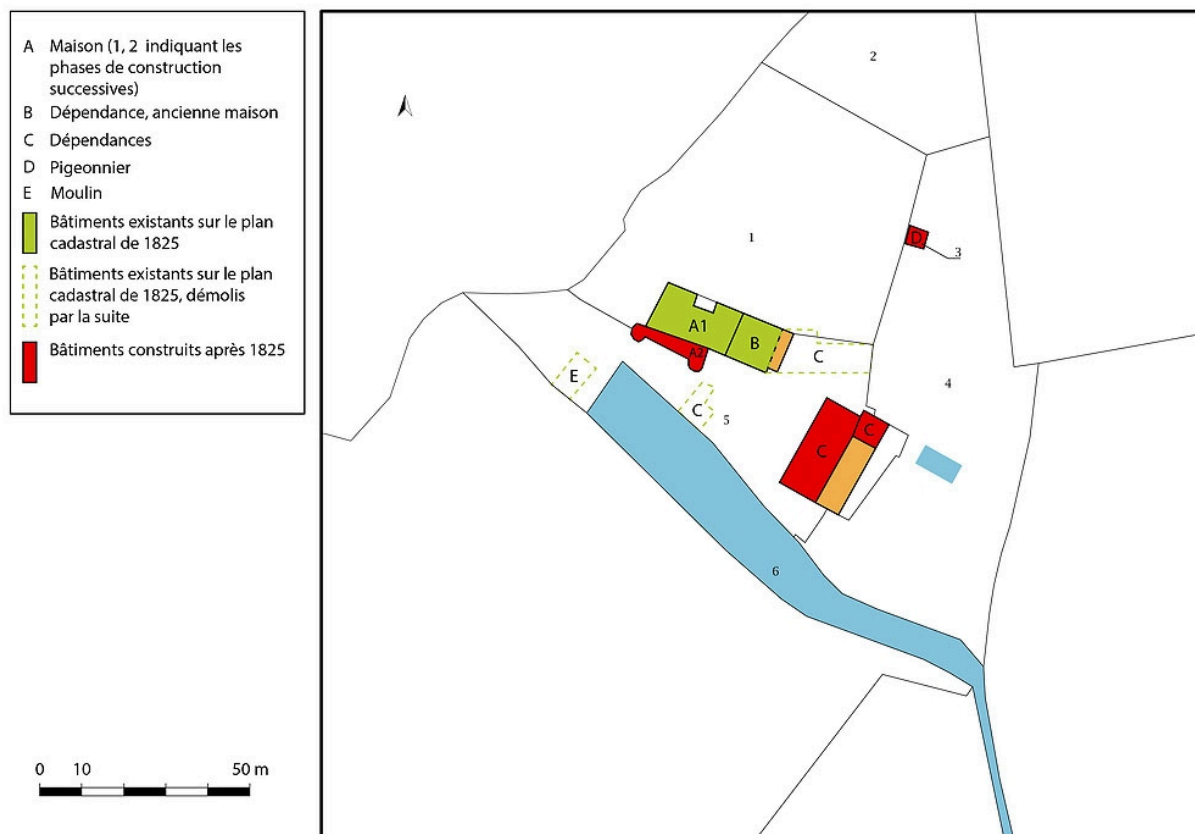 A Maison (1, 2 indiquant les
phases de construction
successives)
B Dépendance, ancienne maison
C Dépendances
D Pigeonnier
E Moulin
Bâtiments existants sur le plan
cadastral de 1825
Bâtiments existants sur le plan
cadastral de 1825, démolis
par la suite
Bâtiments construits après 1825
0 10 50 m
2
1
D
3
A1
B
A2
C
E
4
C
5
C
C
6